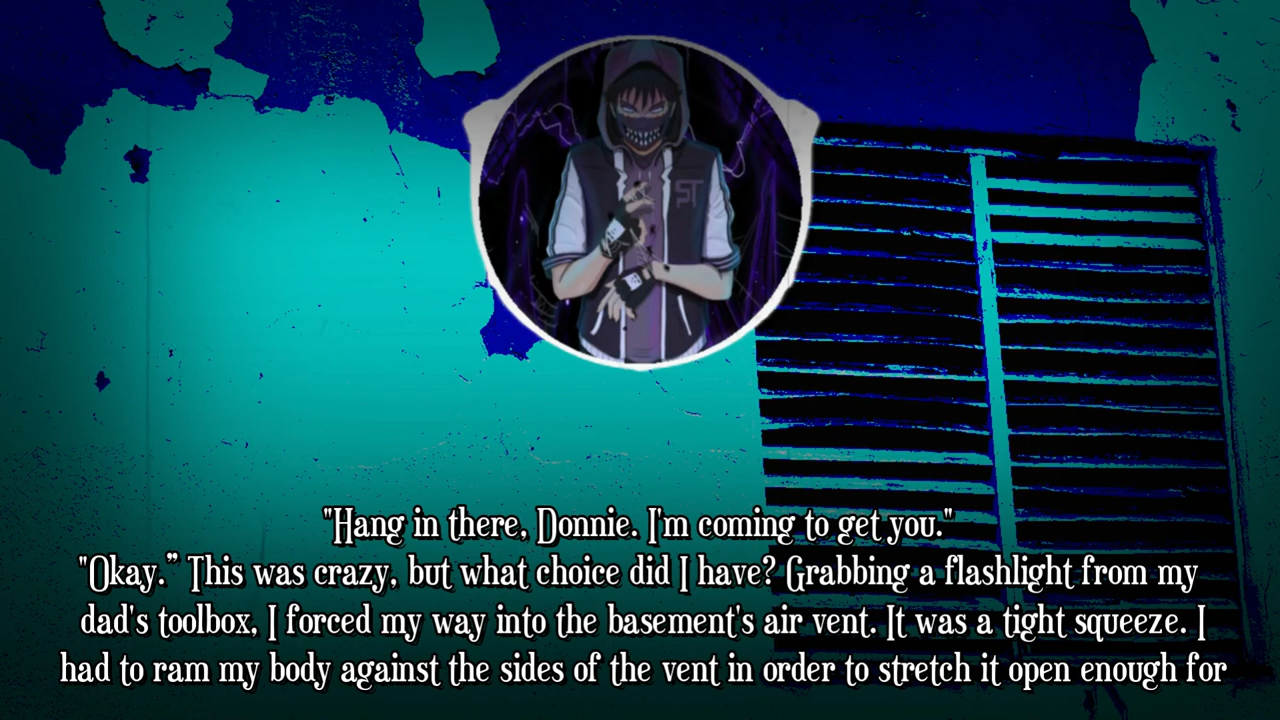 ST
"Hang in there, Donnie. I'm coming to get you."
"Okay.” This was crazy, but what choice did I have? Grabbing a flashlight from my
dad's toolbox, I forced my way into the basement's air vent. It was a tight squeeze. I
had to ram my body against the sides of the vent in order to stretch it open enough for